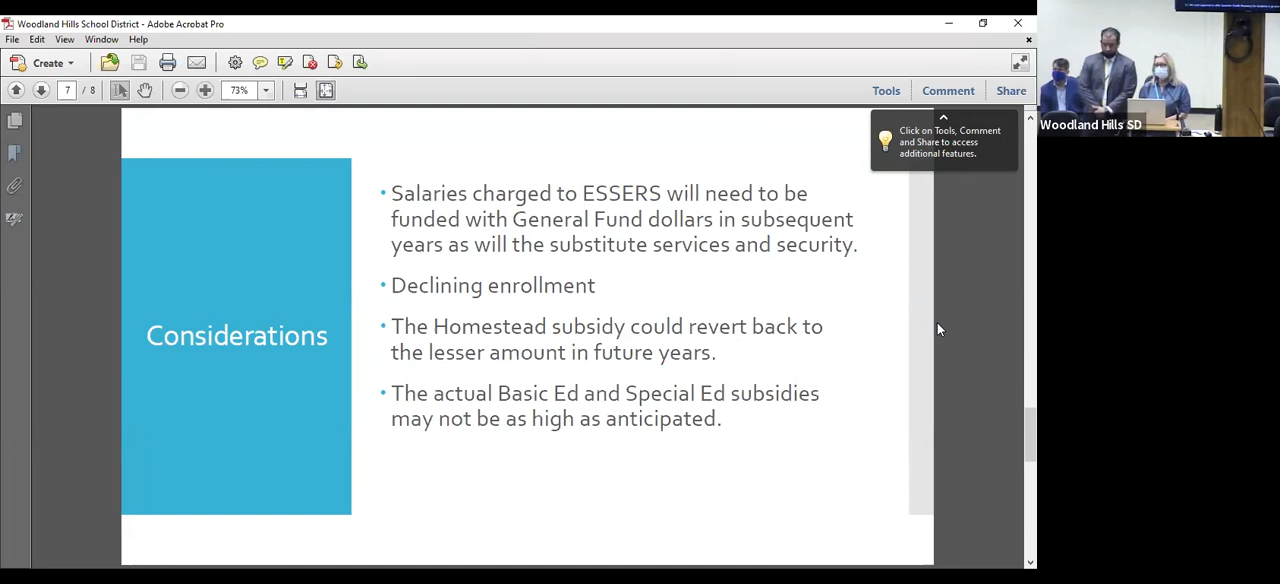 Woodland Hills School District - Adobe Acrobat Pro
File Edit View Window Help
Create
7 / 8
73%
Tools Comment Share
Click on Tools, Comment
and Share to access
additional features.
Considerations
• Salaries charged to ESSERS will need to be
funded with General Fund dollars in subsequent
years as will the substitute services and security.
• Declining enrollment
• The Homestead subsidy could revert back to
the lesser amount in future years.
• The actual Basic Ed and Special Ed subsidies
may not be as high as anticipated.
Woodland Hills SD